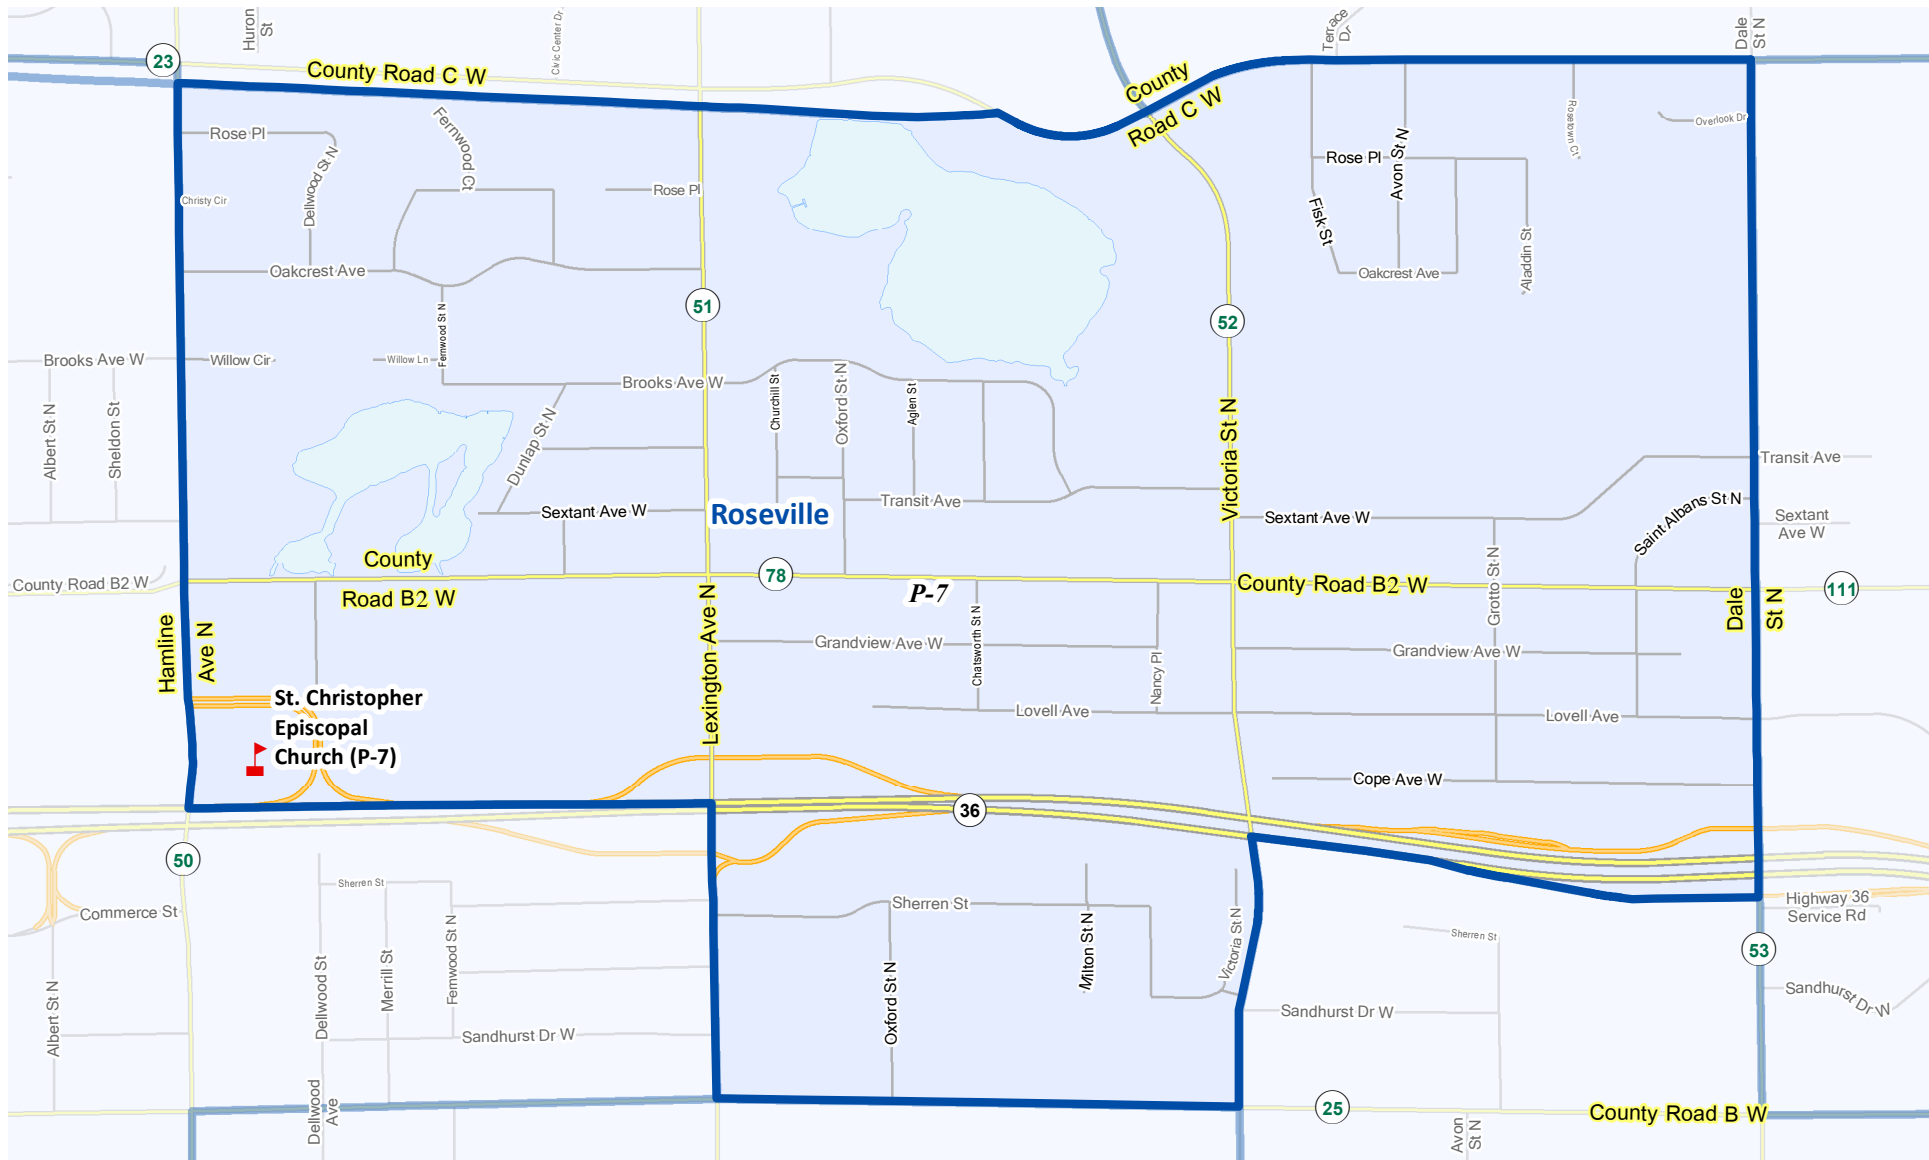 Huron
St
Civic Center Dr
Terrace
Dr
Dale
St N
23
County Road C W
County
Road C W
Rose Pl
Fernwood Ct
Dellwood St N
Christy Cir
Rose Pl
Oakcrest Ave
51
52
Rose Pl
Avon St N
Fisk St
Oakcrest Ave
Aladdin St
Rosetown Ct
Overlook Dr
Brooks Ave W
Willow Cir
Willow Ln
Fernwood St N
Brooks Ave W
Churchill St
Oxford St N
Aglen St
Albert St N
Sheldon St
Dunlap St N
Victoria St N
Transit Ave
Sextant Ave W
Roseville
Transit Ave
Sextant Ave W
Saint Albans St N
Sextant
Ave W
County
Road B2 W
County Road B2 W
78
P-7
County Road B2 W
Grotto St N
111
Dale
St N
Hamline
Ave N
Lexington Ave N
Grandview Ave W
Chatsworth St N
Nancy Pl
Grandview Ave W
St. Christopher
Episcopal
Church (P-7)
Lovell Ave
Lovell Ave
Cope Ave W
36
50
Sherren St
Commerce St
Fernwood St N
Sherren St
Milton St N
Victoria St N
Sherren St
Highway 36
Service Rd
53
Albert St N
Dellwood St
Merrill St
Oxford St N
Sandhurst Dr W
Sandhurst Dr W
Sandhurst Dr W
Dellwood
Ave
25
Avon
St N
County Road B W